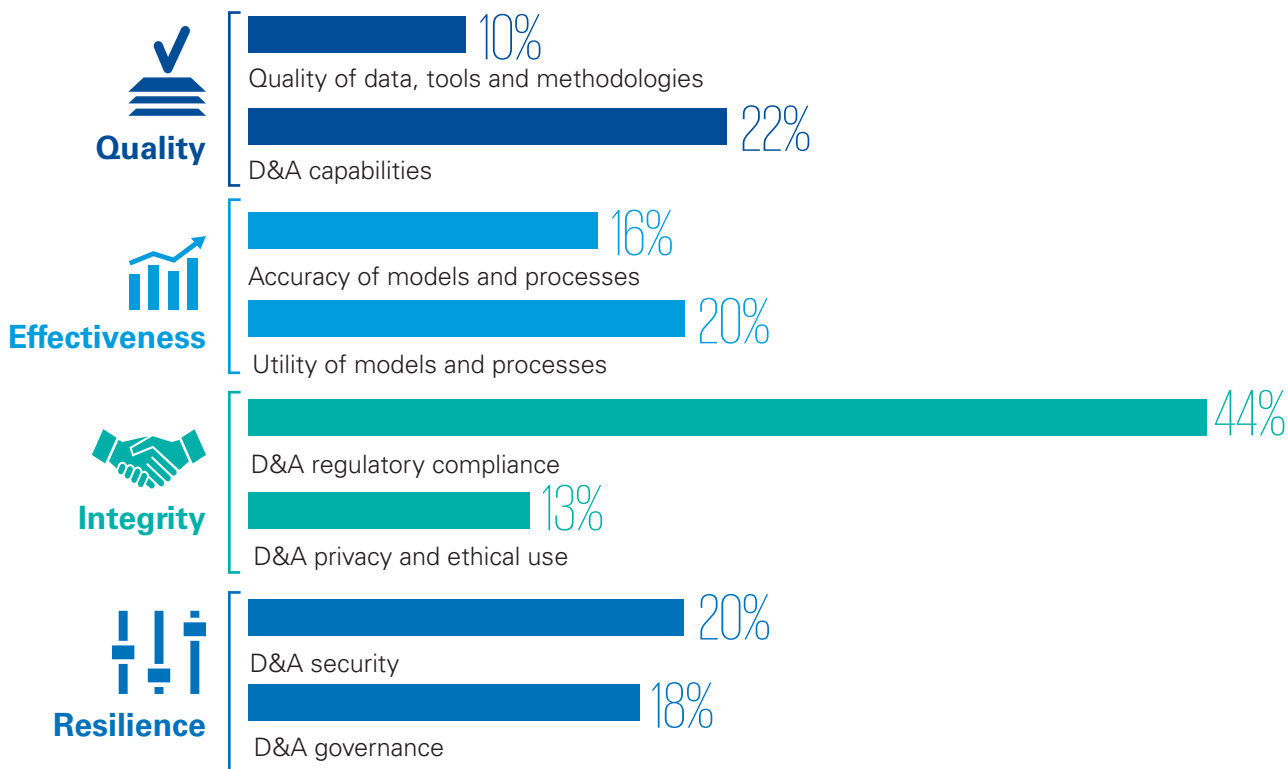 10%
Quality of data, tools and methodologies
22%
Quality
D&A capabilities
16%
Accuracy of models and processes
20%
Effectiveness
Utility of models and processes
44%
D&A regulatory compliance
13%
Integrity
D&A privacy and ethical use
20%
D&A security
18%
Resilience
D&A governance